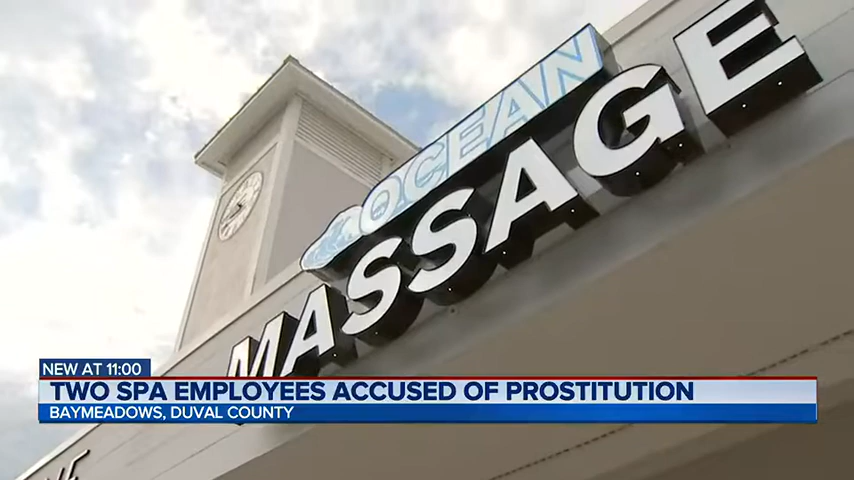 OCEAN
MASSAGE
NEW AT 11:00
TWO SPA EMPLOYEES ACCUSED OF PROSTITUTION
BAYMEADOWS, DUVAL COUNTY